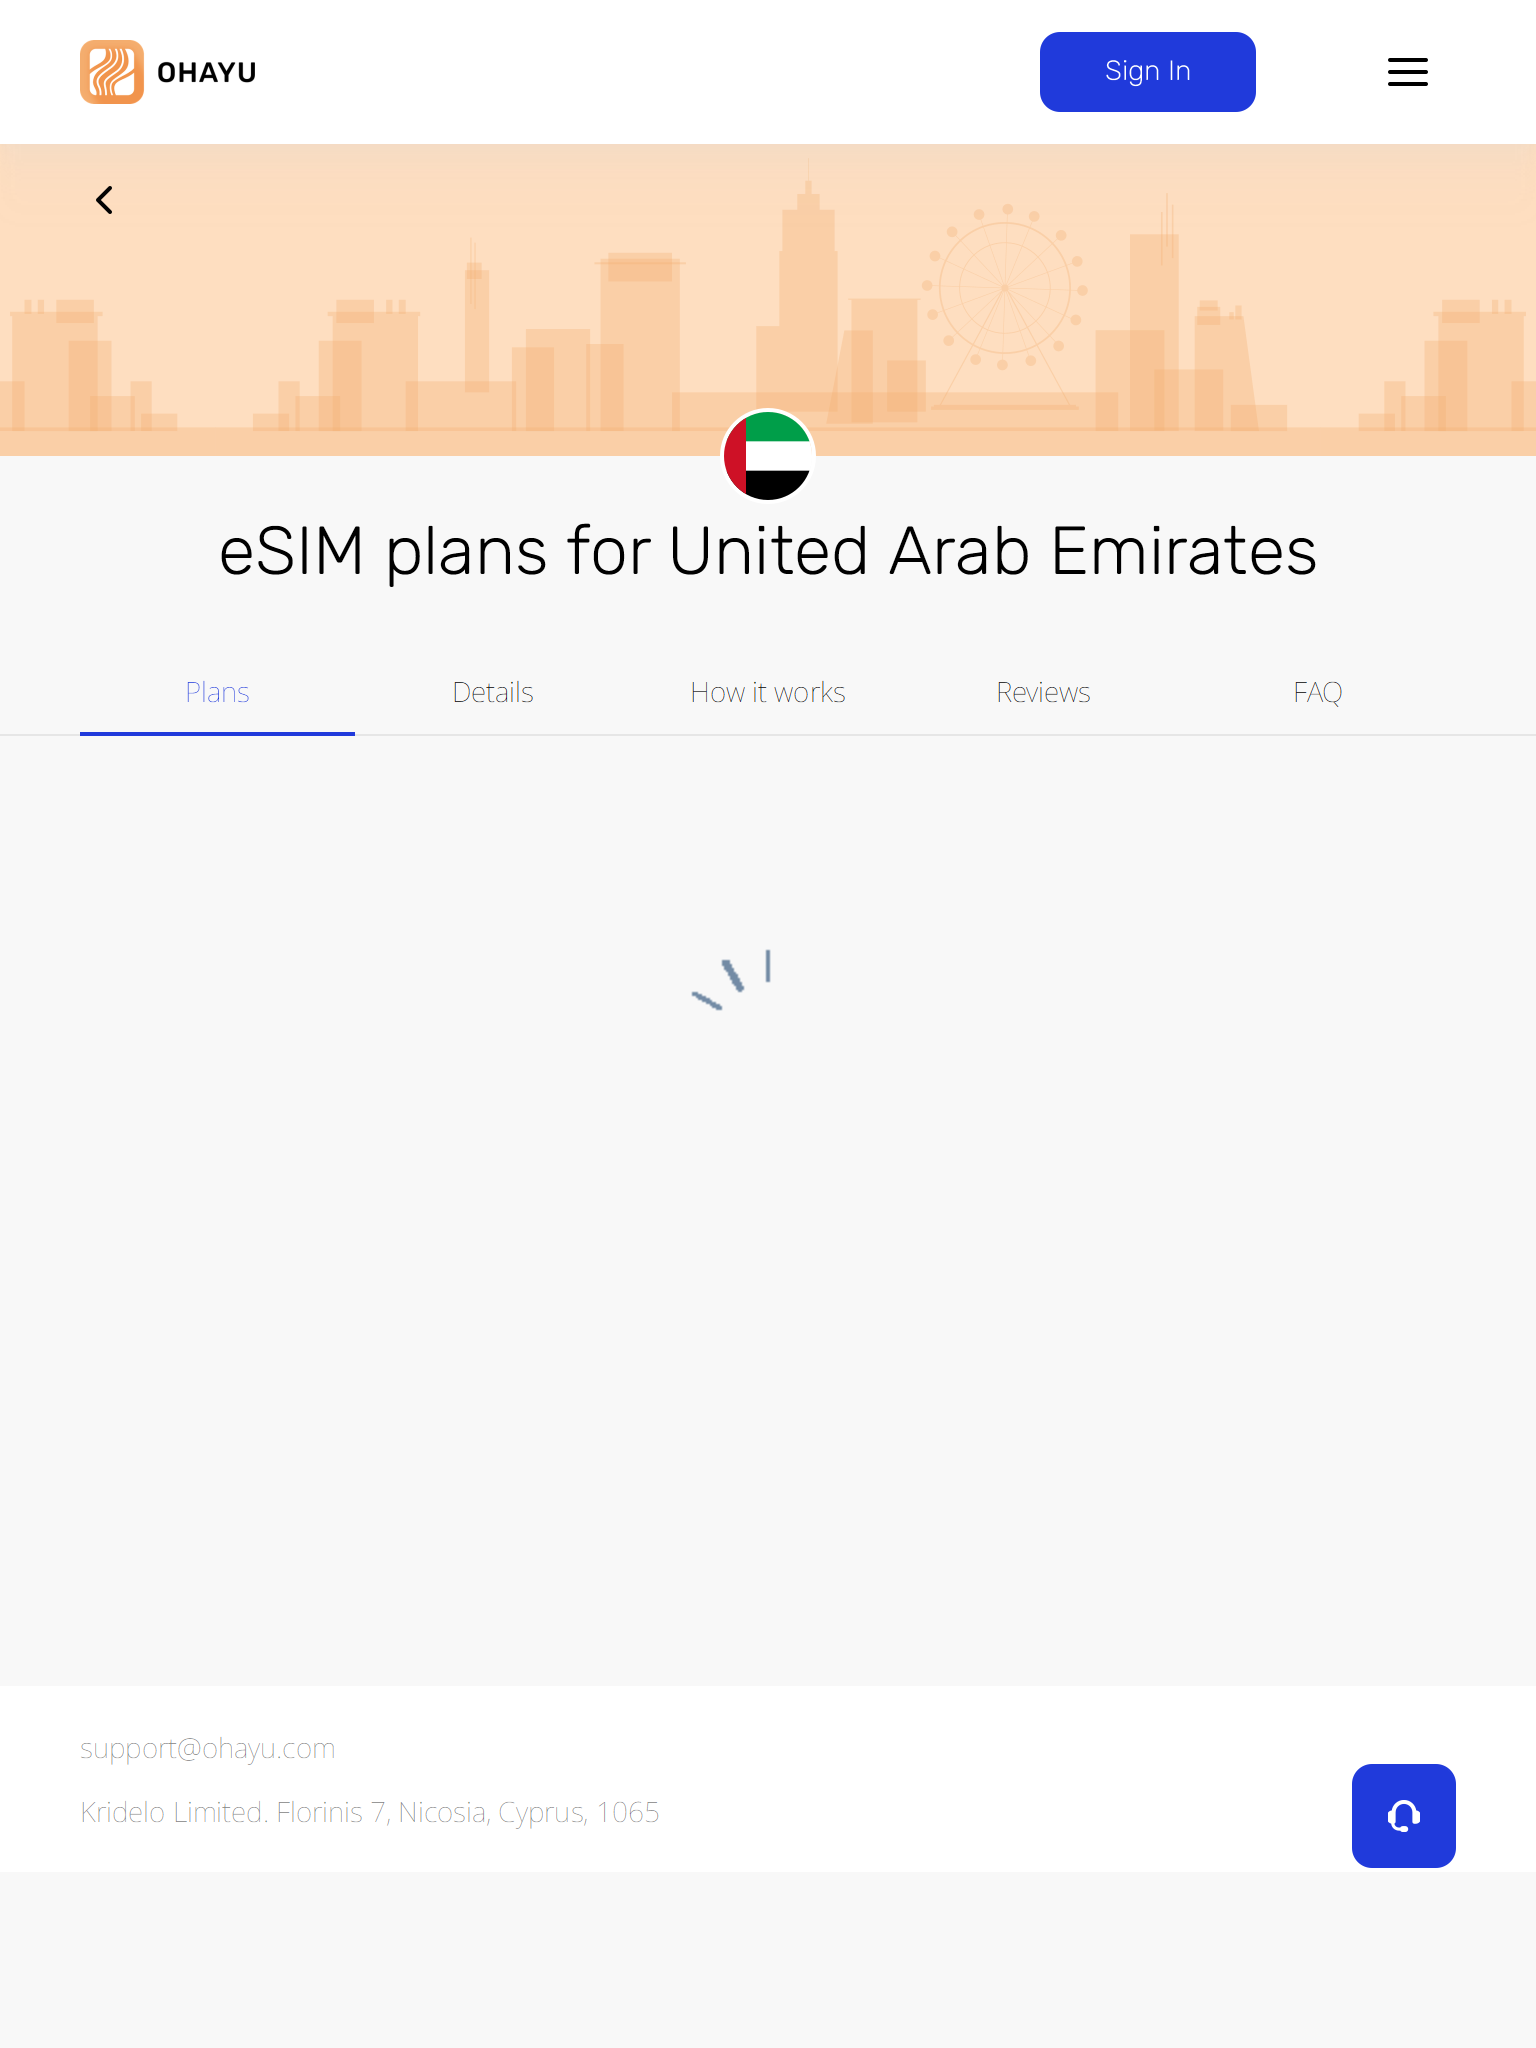 OHAYU
Sign In
eSIM plans for United Arab Emirates
Plans
Details
How it works
Reviews
FAQ
support@ohayu.com
Kridelo Limited. Florinis 7, Nicosia, Cyprus, 1065